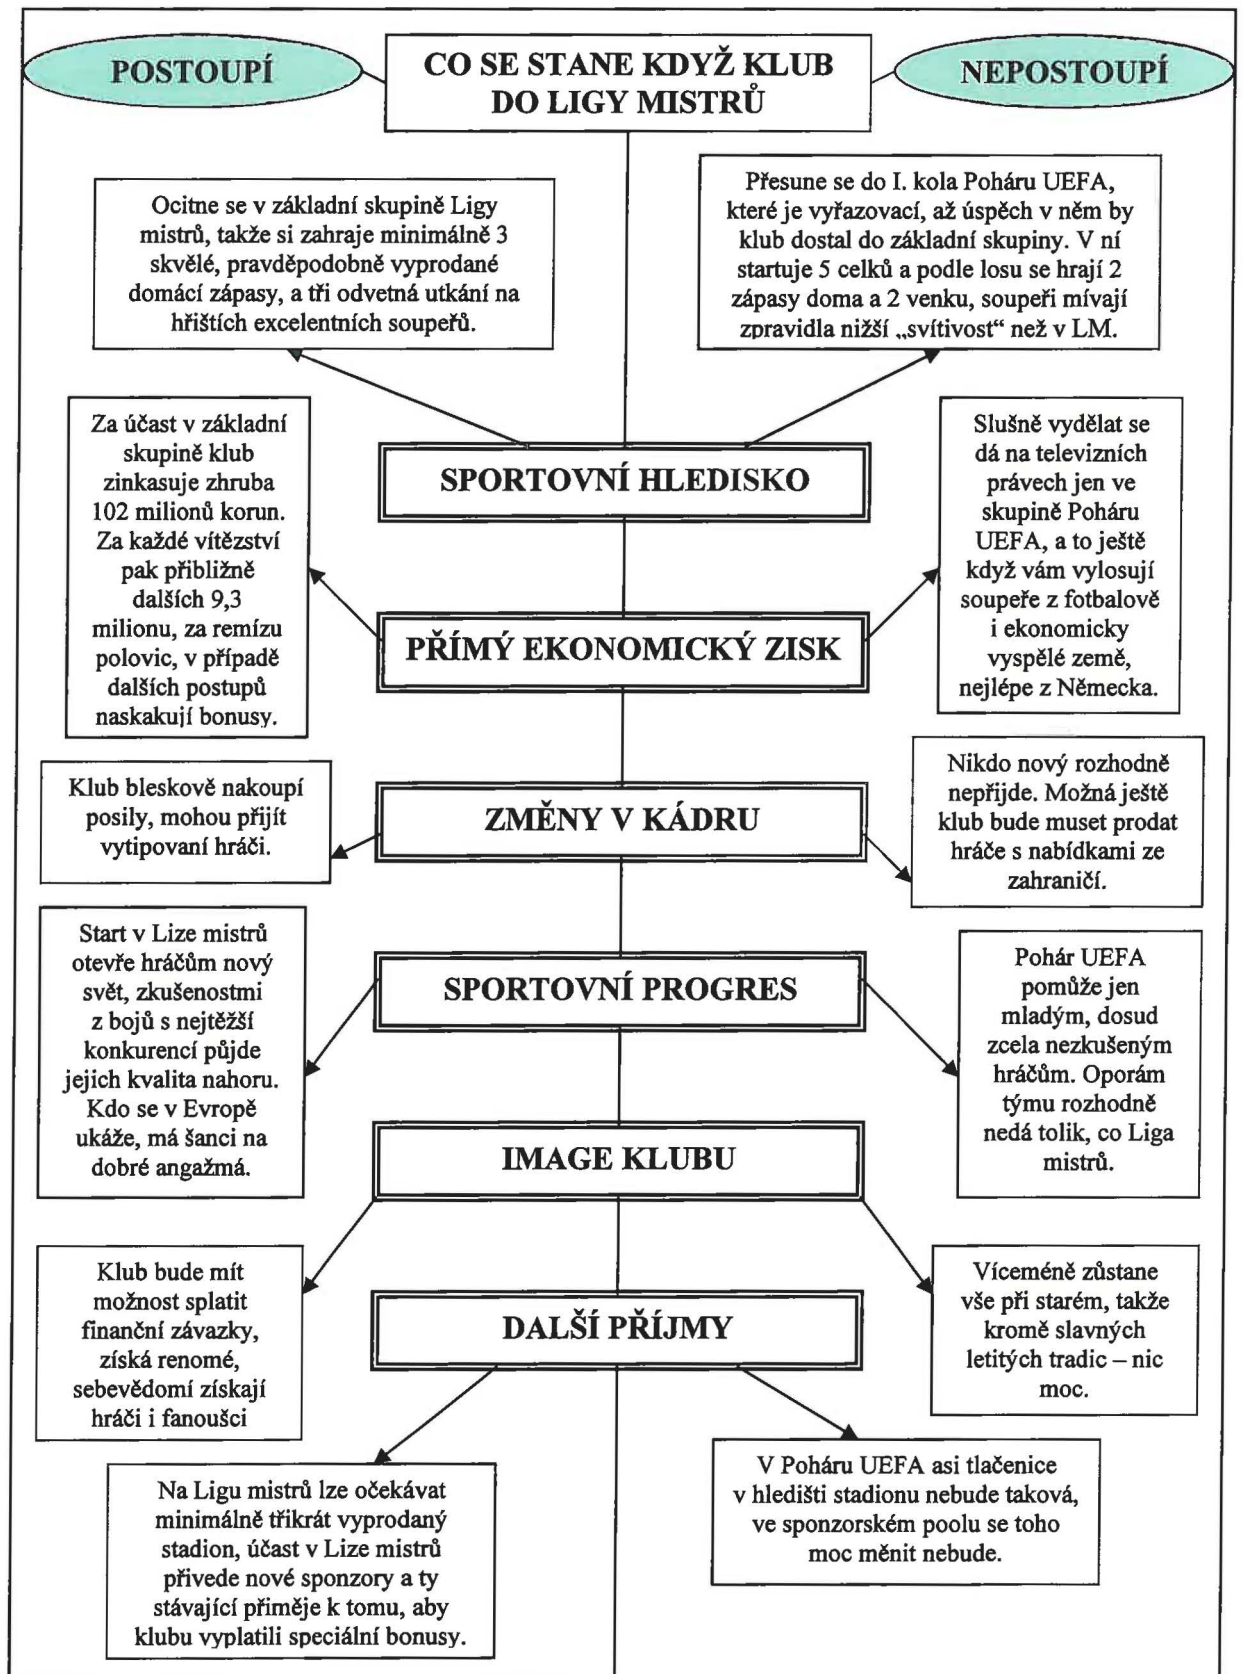 POSTOUPÍ
CO SE STANE KDYŽ KLUB
DO LIGY MISTRŮ
NEPOSTOUPÍ
Ocitne se v základní skupině Ligy
mistrů, takže si zahraje minimálně 3
skvělé, pravděpodobně vyprodané
domácí zápasy, a tři odvetná utkání na
hřištích excelentních soupeřů.
Přesune se do I. kola Poháru UEFA,
které je vyřazovací, až úspěch v něm by
klub dostal do základní skupiny. V ní
startuje 5 celků a podle losu se hrají 2
zápasy doma a 2 venku, soupeři mívají
zpravidla nižší „svítivost“ než v LM.
SPORTOVNÍ HLEDISKO
Za účast v základní
skupině klub
zinkasuje zhruba
102 milionů korun.
Za každé vítězství
pak přibližně
dalších 9,3
milionu, za remízu
polovic, v případě
dalších postupů
naskakují bonusy.
Slušně vydělat se
dá na televizních
právech jen ve
skupině Poháru
UEFA, a to ještě
když vám vylosují
soupeře z fotbalově
i ekonomicky
vyspělé země,
nejlépe z Německa.
PŘÍMÝ EKONOMICKÝ ZISK
Klub bleskově nakoupí
posily, mohou přijít
vytipovaní hráči.
ZMĚNY V KÁDRU
Nikdo nový rozhodně
nepřijde. Možná ještě
klub bude muset prodat
hráče s nabídkami ze
zahraničí.
Start v Lize mistrů
otevře hráčům nový
svět, zkušenostmi
z bojů s nejtěžší
konkurencí půjde
jejich kvalita nahoru.
Kdo se v Evropě
ukáže, má šanci na
dobré angažmá.
SPORTOVNÍ PROGRES
Pohár UEFA
pomůže jen
mladým, dosud
zcela nezkušeným
hráčům. Oporám
týmu rozhodně
nedá tolik, co Liga
mistrů.
IMAGE KLUBU
Klub bude mít
možnost splatit
finanční závazky,
získá renomé,
sebevědomí získají
hráči i fanoušci
Víceméně zůstane
vše při starém, takže
kromě slavných
letitých tradic – nic
moc.
DALŠÍ PŘÍJMY
Na Ligu mistrů lze očekávat
minimálně třikrát vyprodaný
stadion, účast v Lize mistrů
přivede nové sponzory a ty
stávající přiměje k tomu, aby
klubu vyplatili speciální bonusy.
V Poháru UEFA asi tlačenice
v hledišti stadionu nebude taková,
ve sponzorském poolu se toho
moc měnit nebude.